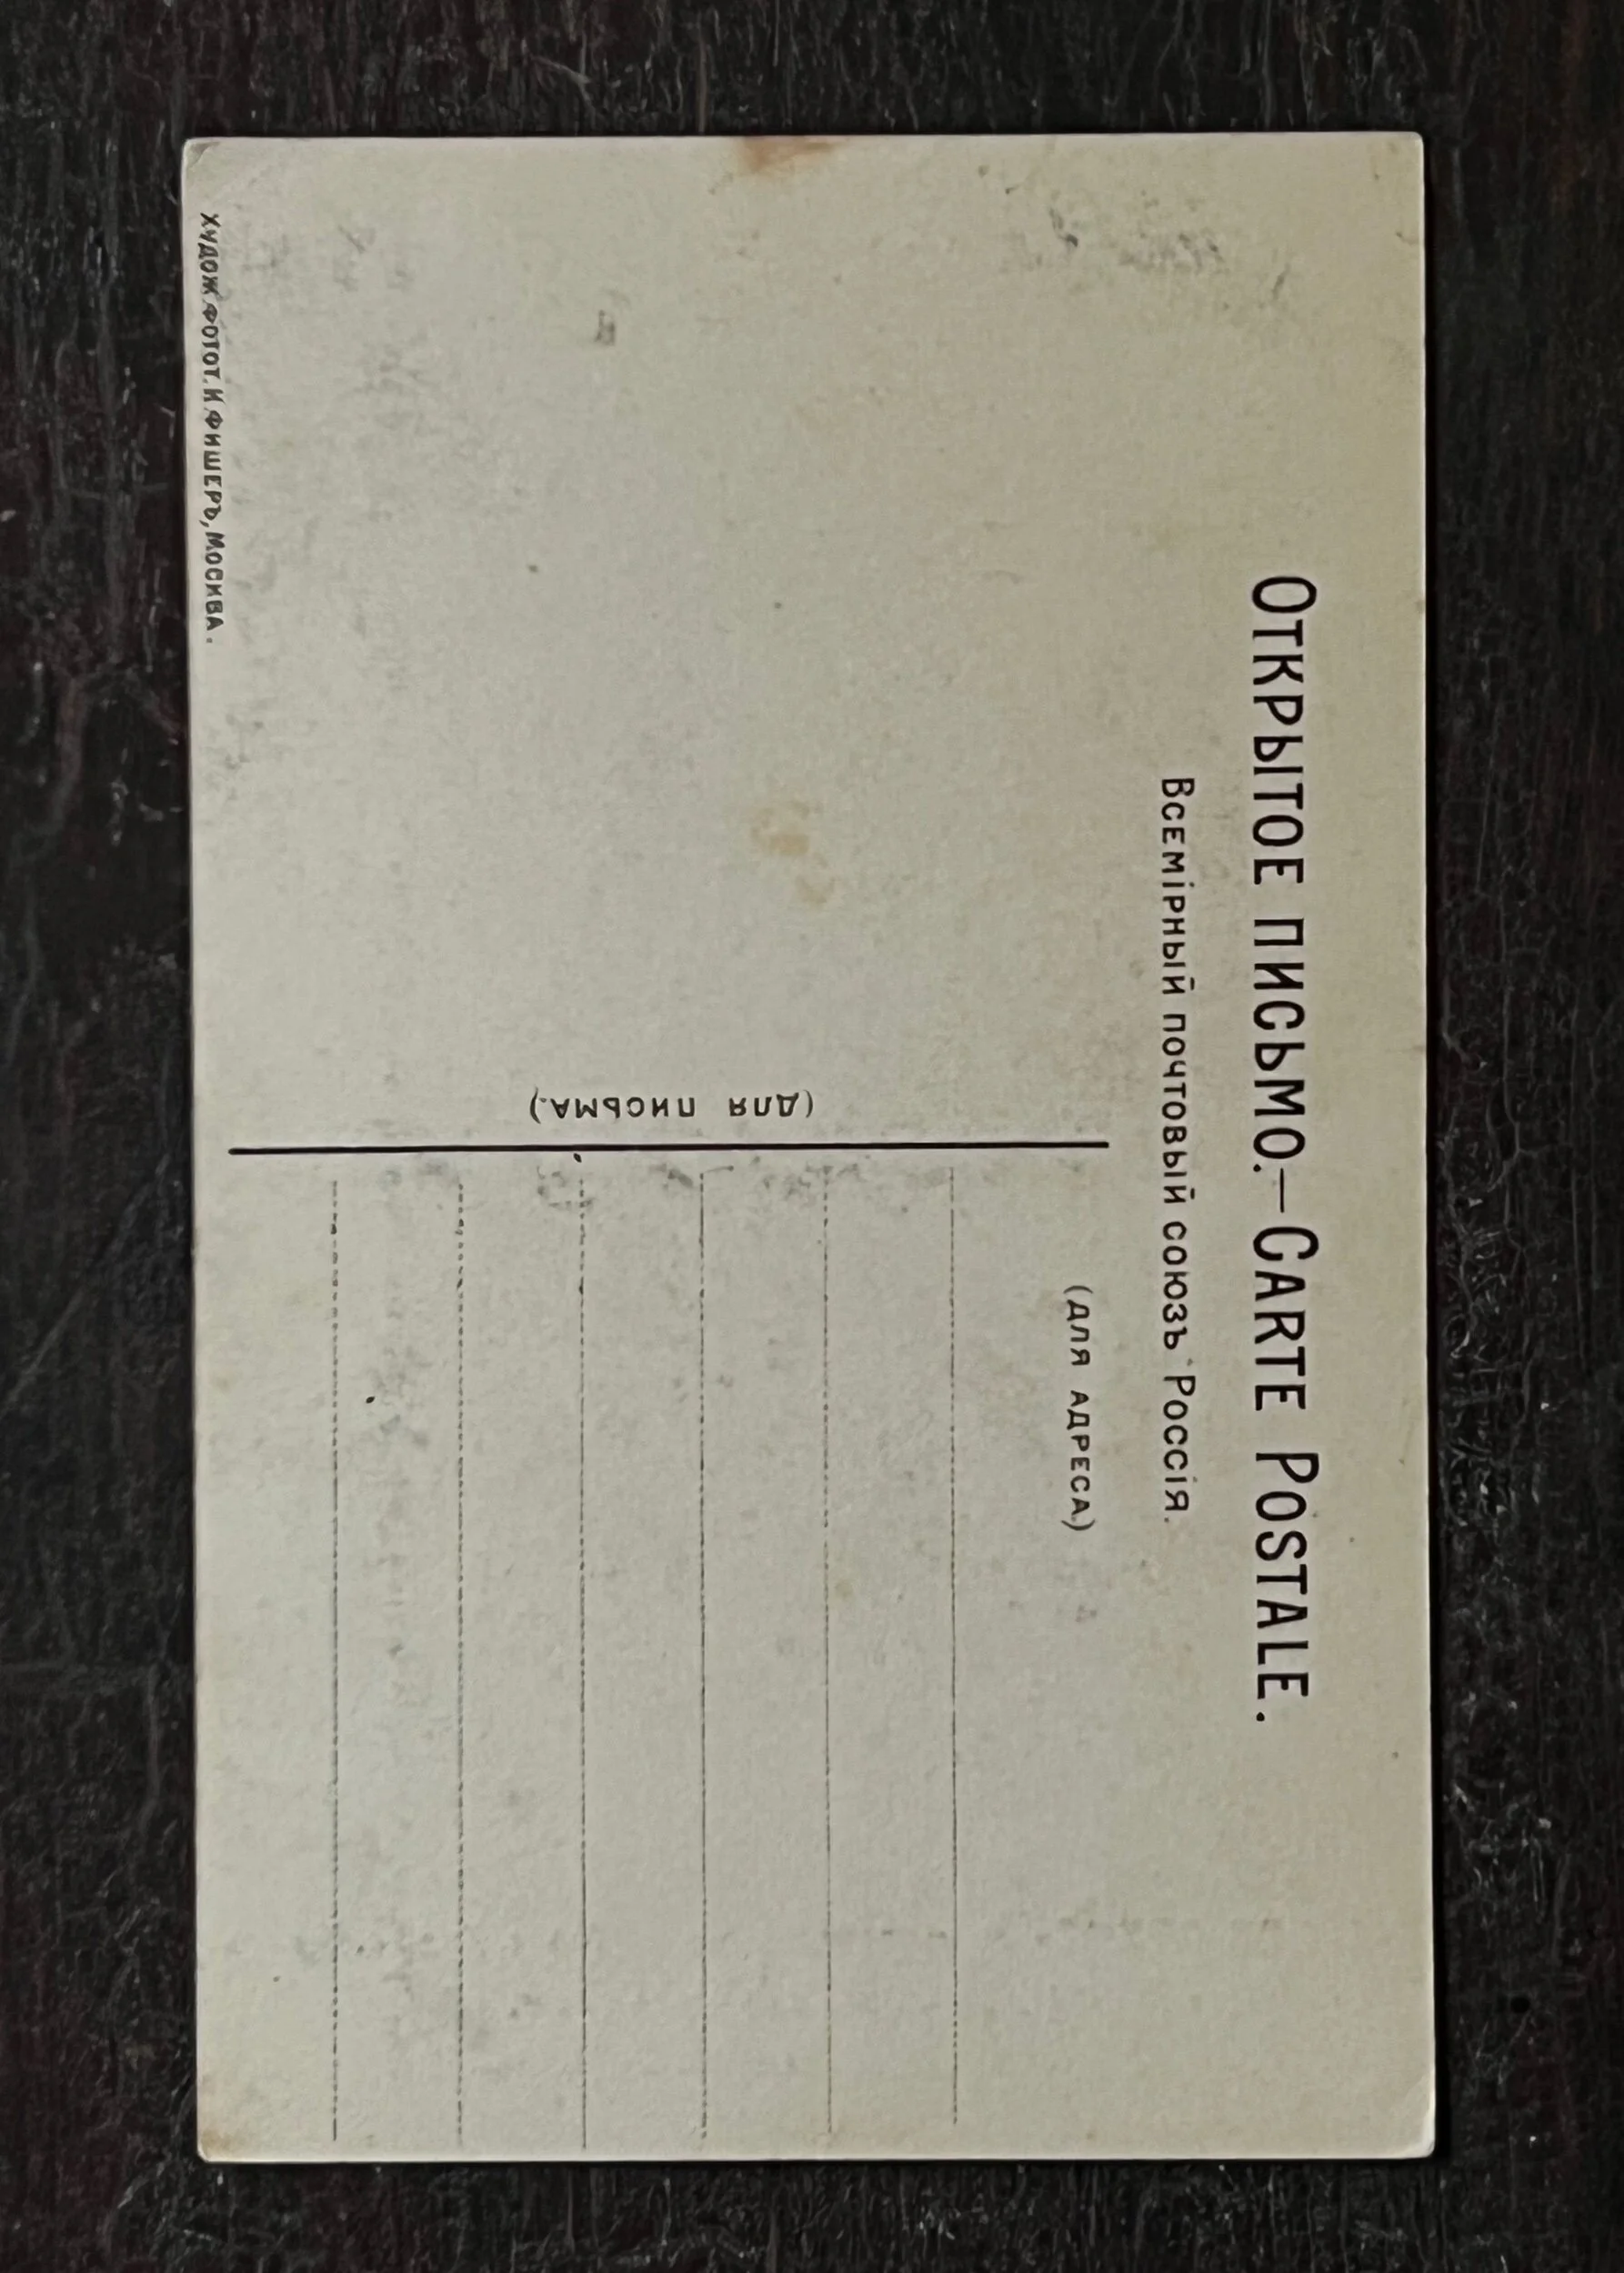 ОТКРЫТОЕ ПИСЬМО.—CARTE POSTALE.
ВСЕМІРНЫЙ ПОЧТОВЫЙ СОЮЗЪ РОССІЯ.
(ДЛЯ АДРЕСА.)
(ДЛЯ ПИСЬМА.)
ХУДОЖ. ФОТОТ. И. ФИШЕРЪ, МОСКВА.